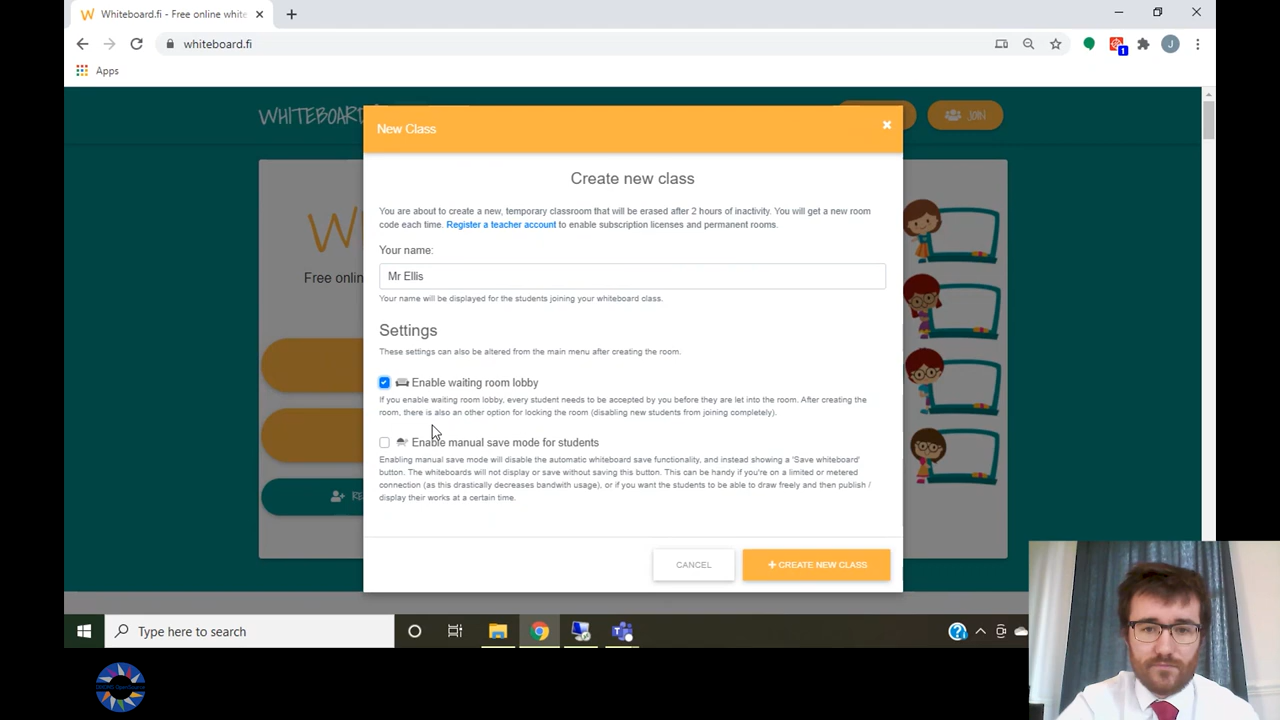 Whiteboard.fi - Free online white
whiteboard.fi
1
J
Apps
WHITEBOARD
JOIN
New Class
Create new class
You are about to create a new, temporary classroom that will be erased after 2 hours of inactivity. You will get a new room
code each time. Register a teacher account to enable subscription licenses and permanent rooms.
Your name:
Free onlin
Mr Ellis
Your name will be displayed for the students joining your whiteboard class.
Settings
These settings can also be altered from the main menu after creating the room.
Enable waiting room lobby
If you enable waiting room lobby, every student needs to be accepted by you before they are let into the room. After creating the
room, there is also an other option for locking the room (disabling new students from joining completely).
Enable manual save mode for students
Enabling manual save mode will disable the automatic whiteboard save functionality, and instead showing a 'Save whiteboard'
button. The whiteboards will not display or save without saving this button. This can be handy if you're on a limited or metered
connection (as this drastically decreases bandwith usage), or if you want the students to be able to draw freely and then publish /
display their works at a certain time.
RE
CANCEL
+ CREATE NEW CLASS
Type here to search